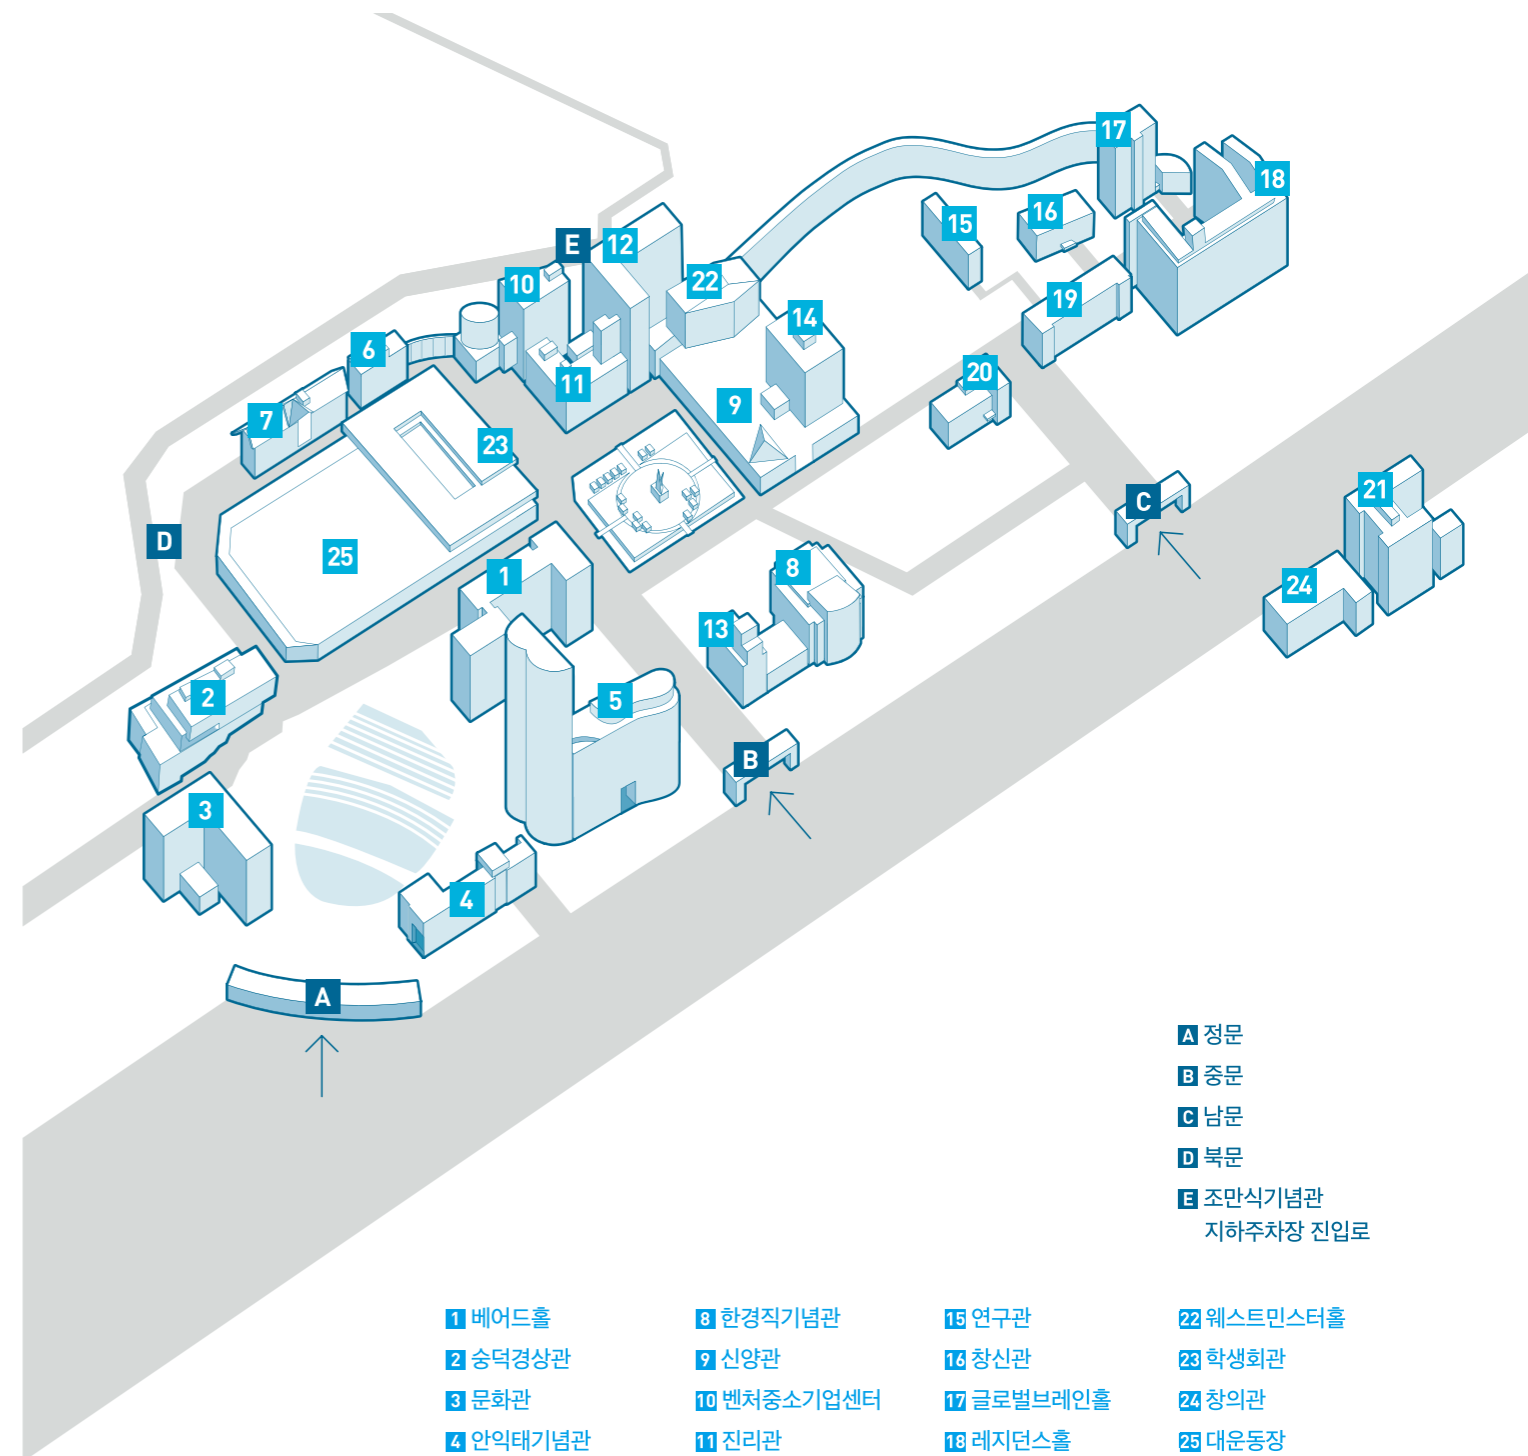 17
18
15
16
E
12
10
22
19
14
6
20
11
7
9
23
21
C
D
25
1
8
24
13
2
5
B
3
4
A
A 정문
B 중문
C 남문
D 북문
E 조만식기념관
지하주차장 진입로
1 베어드홀
8 한경직기념관
15 연구관
22 웨스트민스터홀
2 숭덕경상관
9 신양관
16 창신관
23 학생회관
3 문화관
10 벤처중소기업센터
17 글로벌브레인홀
24 창의관
4 안익태기념관
11 진리관
18 레지던스홀
25 대운동장